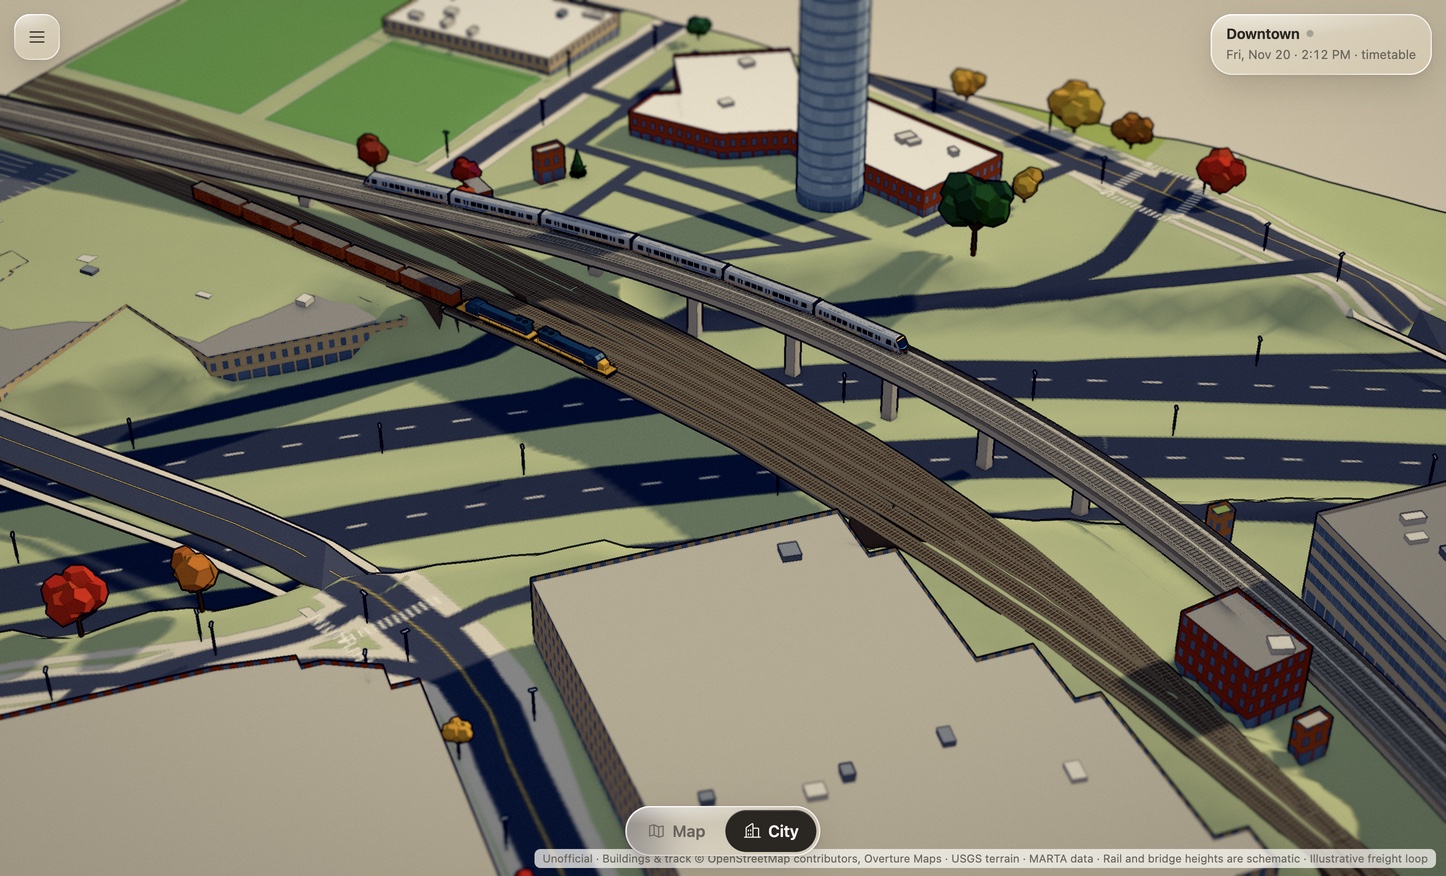 Downtown
Fri, Nov 20 · 2:12 PM · timetable
Map
City
Unofficial · Buildings & track © OpenStreetMap contributors, Overture Maps · USGS terrain · MARTA data · Rail and bridge heights are schematic · Illustrative freight loop